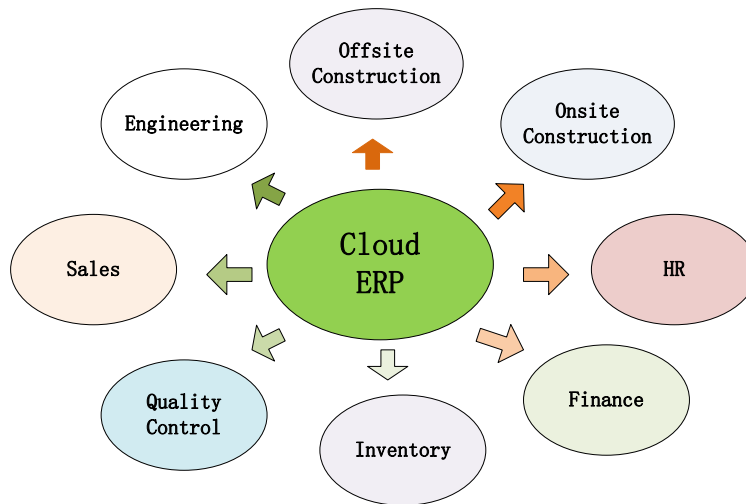 Offsite
Construction
Engineering
Onsite
Construction
Cloud
ERP
Sales
HR
Quality
Control
Finance
Inventory